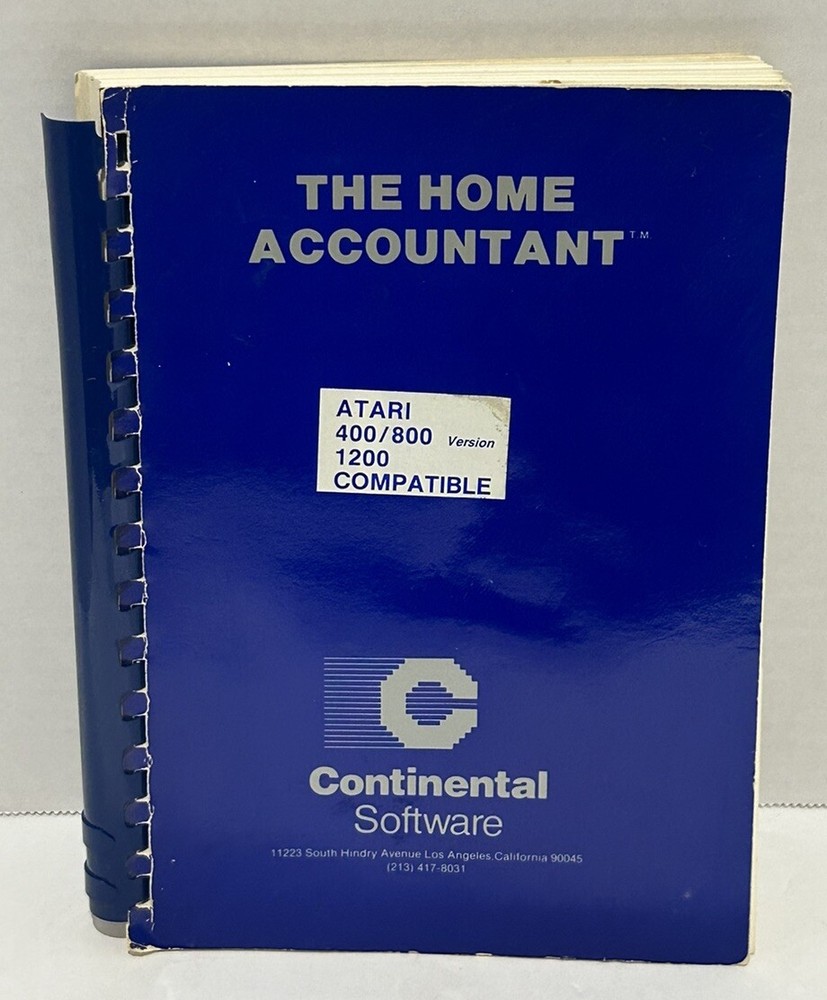 THE HOME
ACCOUNTANT T.M.
ATARI
400/800 Version
1200
COMPATIBLE
C
Continental
Software
11223 South Hindry Avenue Los Angeles, California 90045
(213) 417-8031